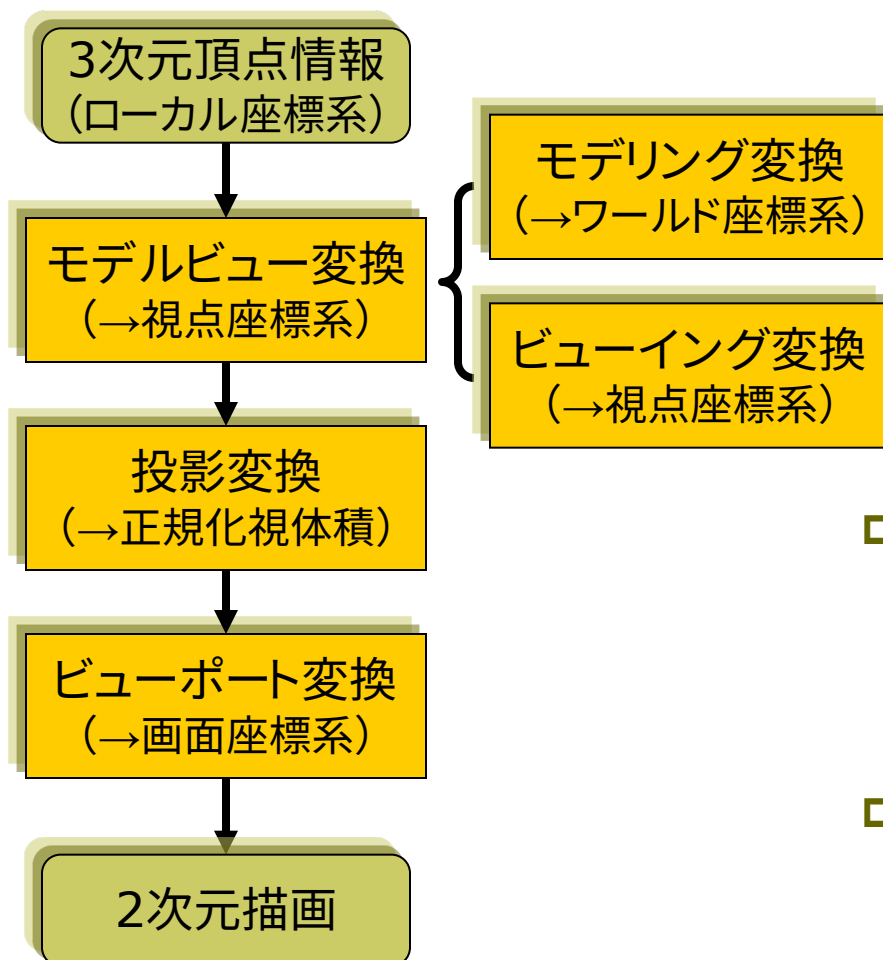 3次元頂点情報
（ローカル座標系）
モデルビュー変換
（→視点座標系）
モデリング変換
（→ワールド座標系）
ビューイング変換
（→視点座標系）
投影変換
（→正規化視体積）
ビューポート変換
（→画面座標系）
2次元描画